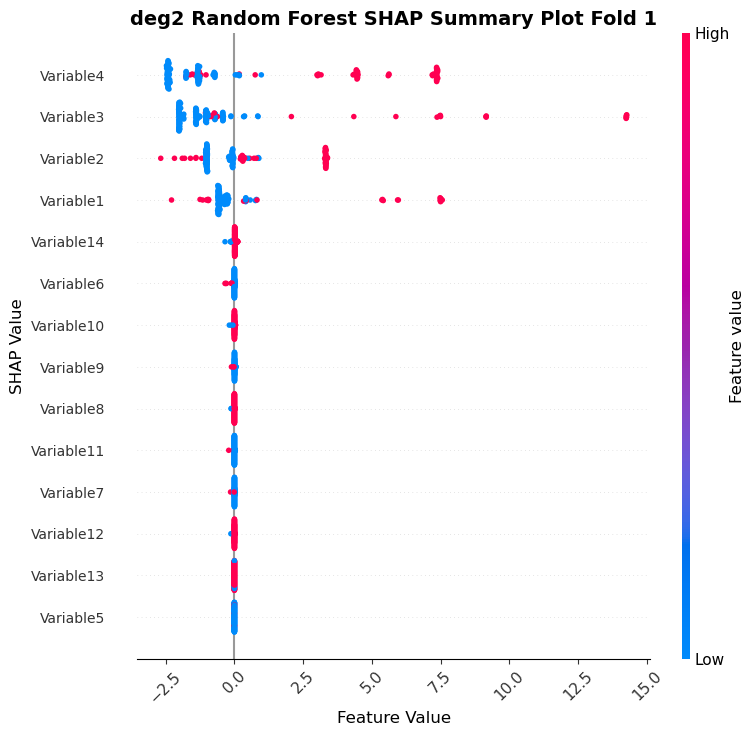 deg2 Random Forest SHAP Summary Plot Fold 1
High
Variable4
Variable3
Variable2
Variable1
Variable14
Variable6
Variable10
Variable9
Variable8
Variable11
Variable7
Variable12
Variable13
Variable5
SHAP Value
Feature value
Low
−2.5
0.0
2.5
5.0
7.5
10.0
12.5
15.0
Feature Value